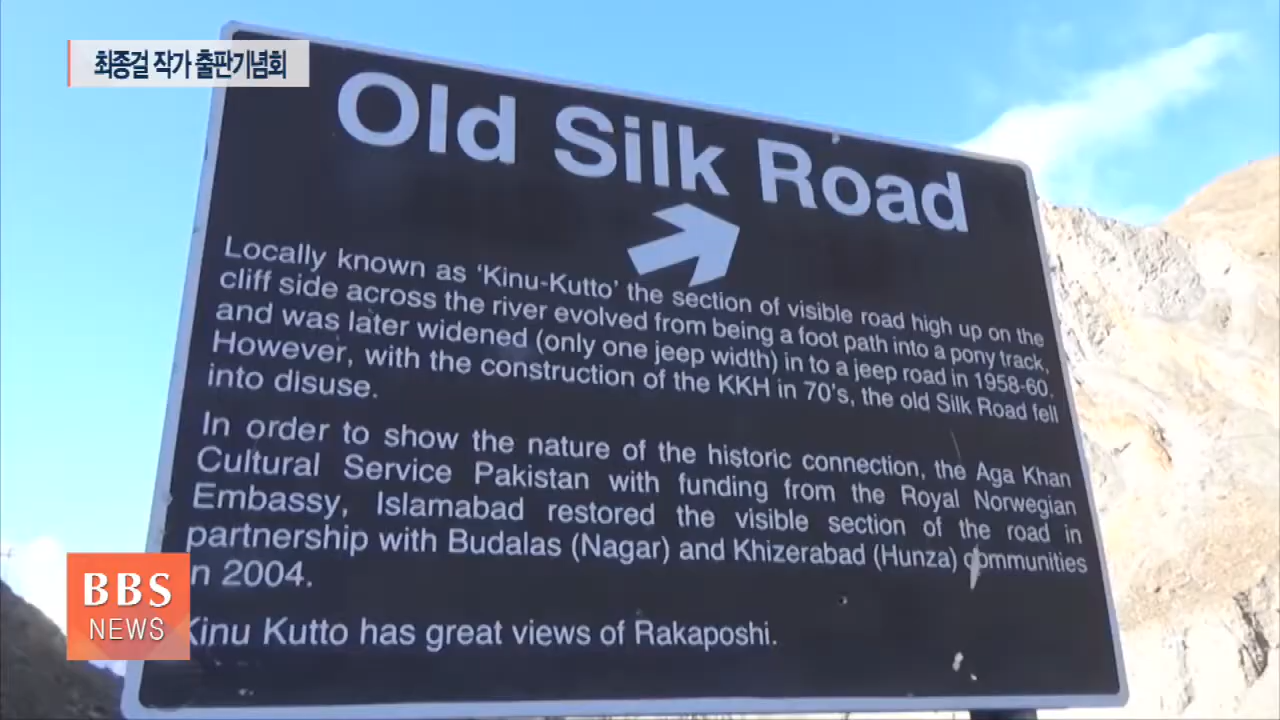 최종걸 작가 출판기념회
Old Silk Road
Locally known as ‘Kinu-Kutto’ the section of visible road high up on the
cliff side across the river evolved from being a foot path into a pony track,
and was later widened (only one jeep width) in to a jeep road in 1958-60.
However, with the construction of the KKH in 70’s, the old Silk Road fell
into disuse.
In order to show the nature of the historic connection, the Aga Khan
Cultural Service Pakistan with funding from the Royal Norwegian
Embassy, Islamabad restored the visible section of the road in
partnership with Budalas (Nagar) and Khizerabad (Hunza) communities
n 2004.
Kinu Kutto has great views of Rakaposhi.
BBS
NEWS